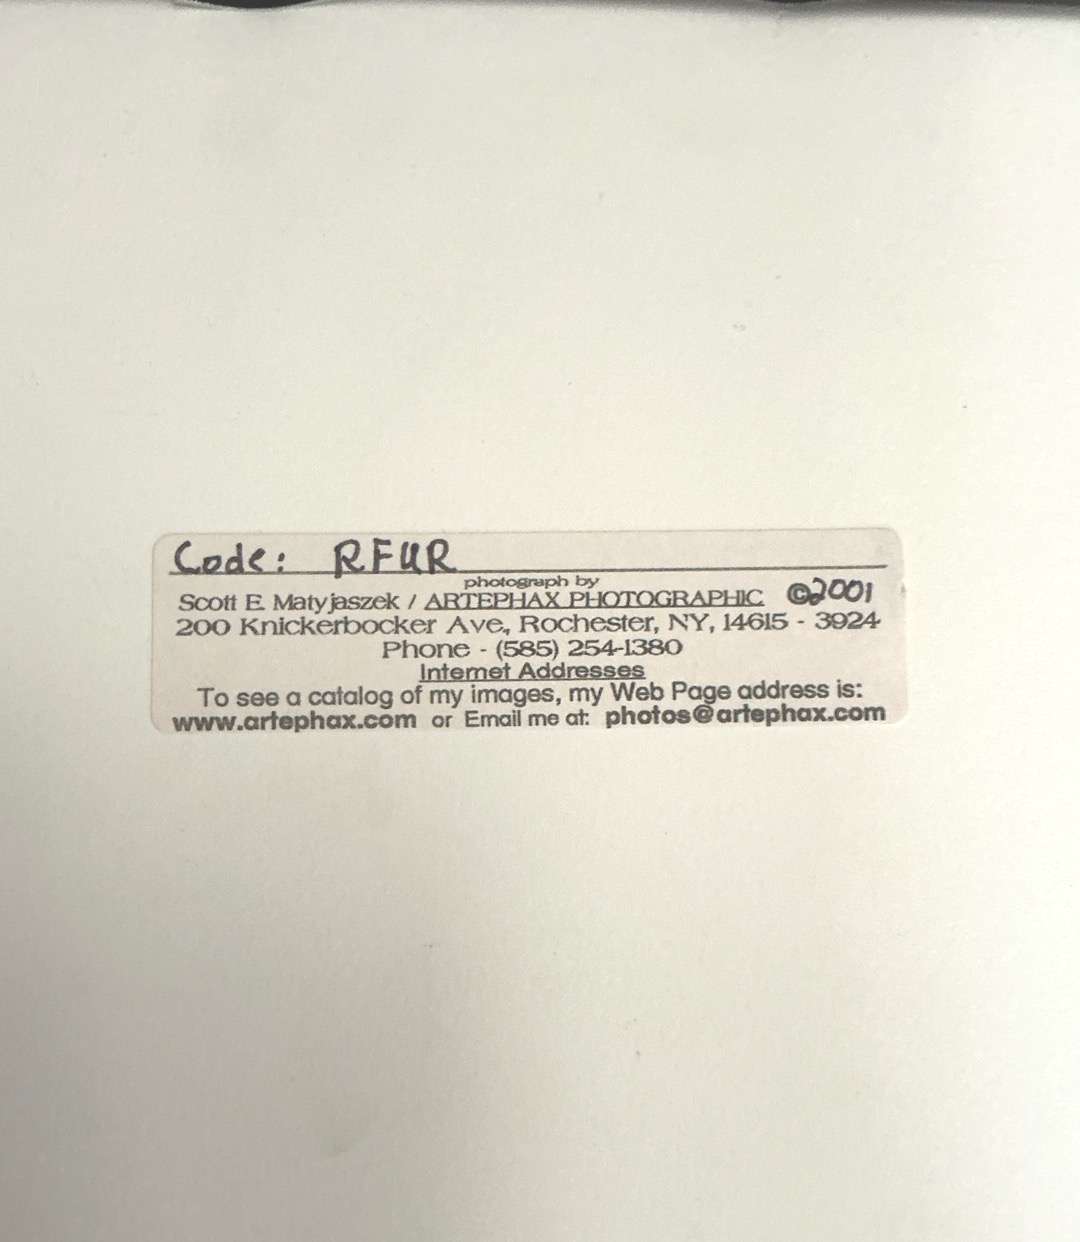 Code: RFUR
photograph by
Scott E. Matyjaszek / ARTEPHAX PHOTOGRAPHIC ©2001
200 Knickerbocker Ave., Rochester, NY, 14615 - 3924
Phone - (585) 254-1380
Internet Addresses
To see a catalog of my images, my Web Page address is:
www.artephax.com or Email me at: photos@artephax.com